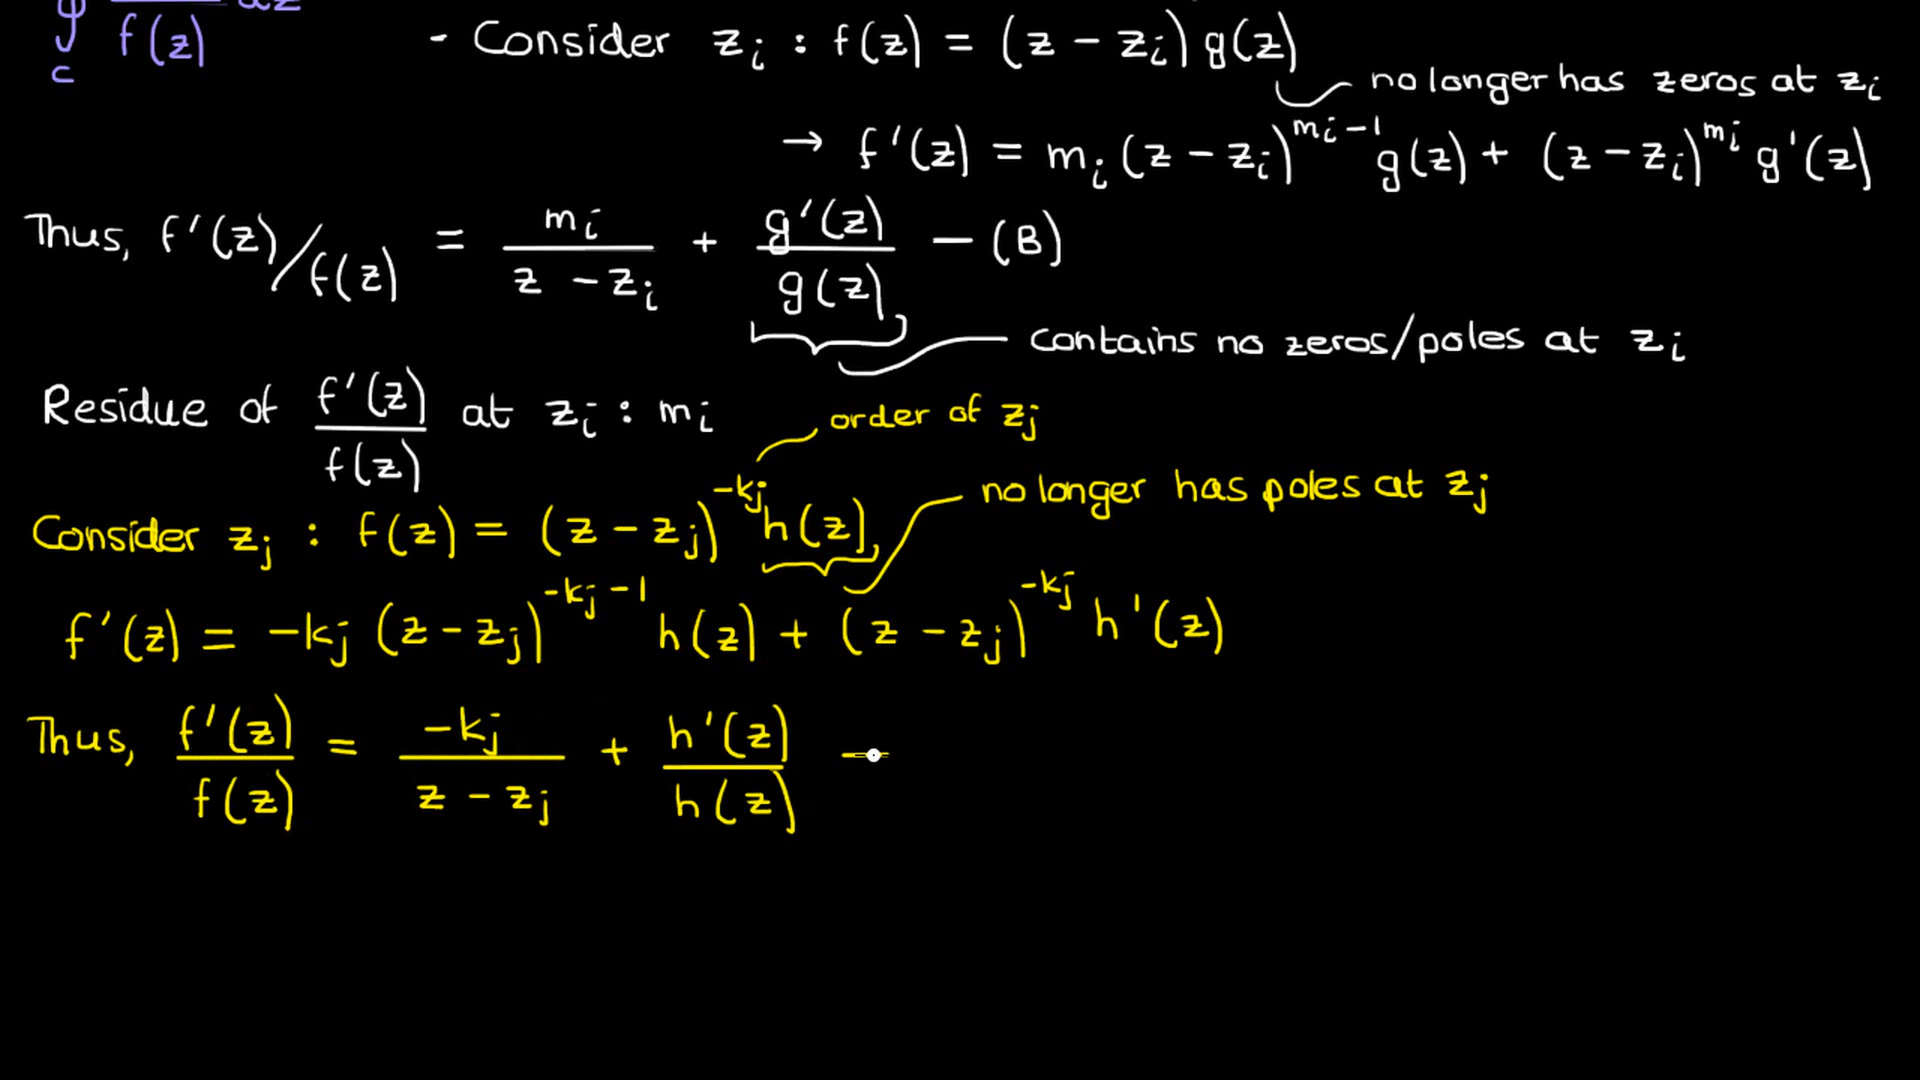 ∮_C ___/f(z) dz - Consider z_i : f(z) = (z - z_i) g(z)
no longer has zeros at z_i
→ f'(z) = m_i (z - z_i)^{m_i - 1} g(z) + (z - z_i)^{m_i} g'(z)
Thus, f'(z)/f(z) = m_i/(z - z_i) + g'(z)/g(z) — (B)
contains no zeros/poles at z_i
Residue of f'(z)/f(z) at z_i : m_i
order of z_j
no longer has poles at z_j
Consider z_j : f(z) = (z - z_j)^{-k_j} h(z)
f'(z) = -k_j (z - z_j)^{-k_j - 1} h(z) + (z - z_j)^{-k_j} h'(z)
Thus, f'(z)/f(z) = -k_j/(z - z_j) + h'(z)/h(z) —